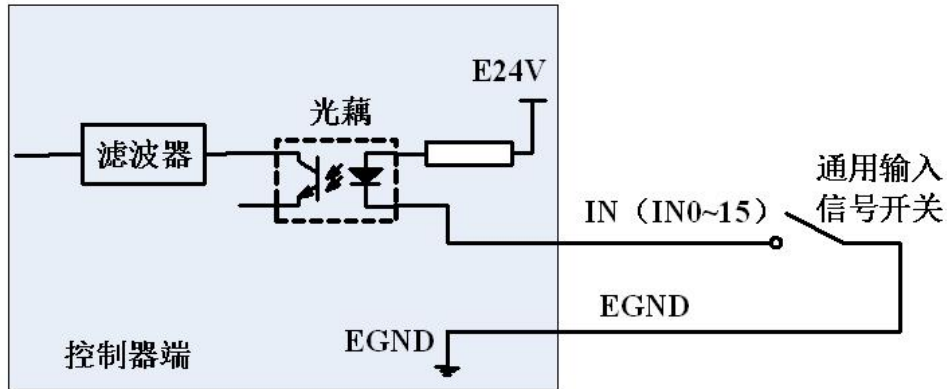 E24V
光藕
滤波器
通用输入
信号开关
IN（IN0~15）
EGND
EGND
控制器端